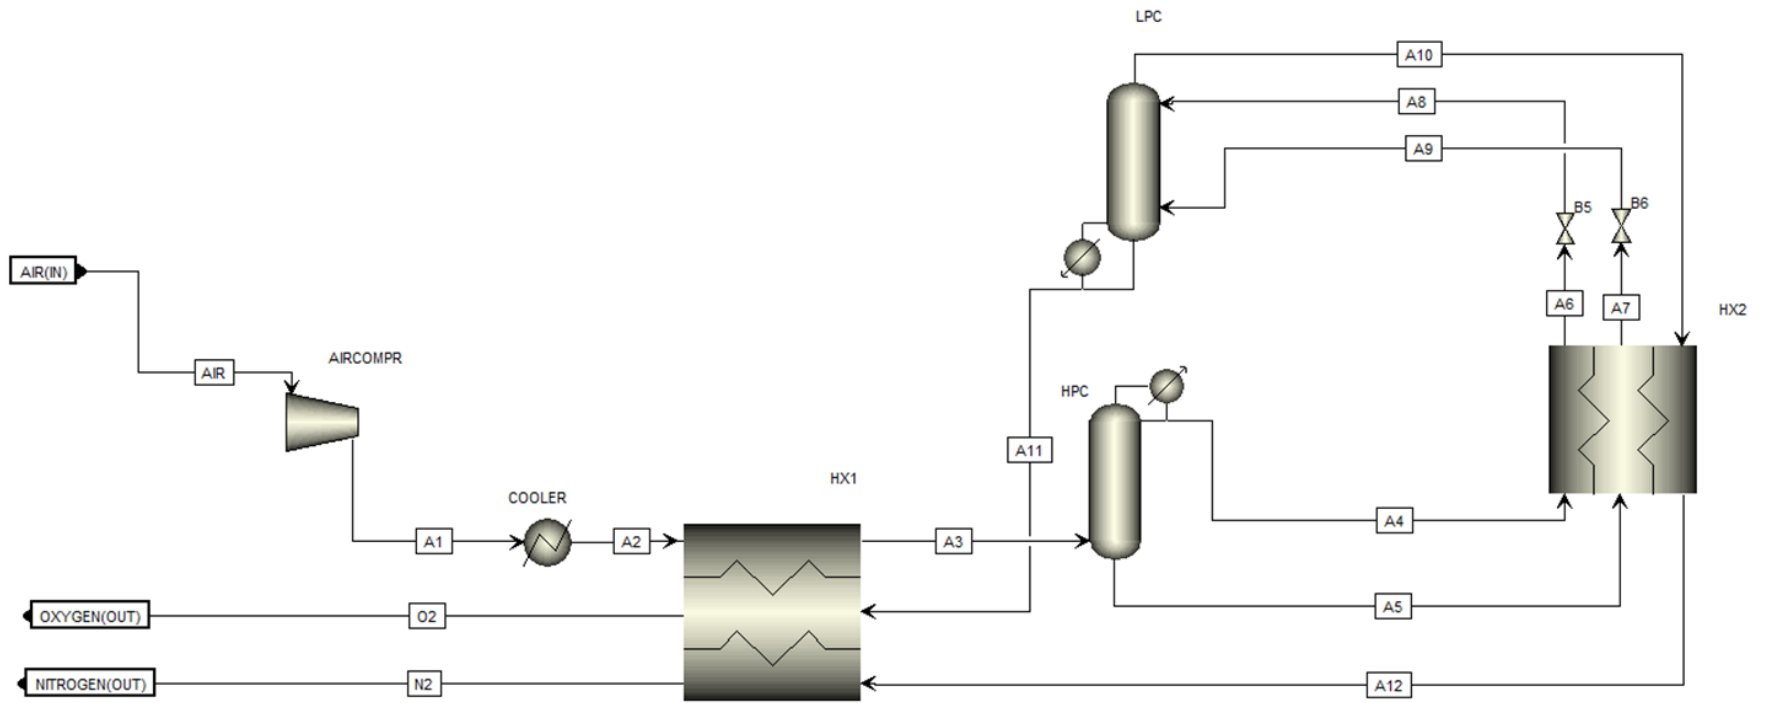 LPC
A10
A8
A9
B5
B6
AIR(IN)
A6
A7
HX2
AIRCOMPR
AIR
HPC
A11
HX1
COOLER
A4
A1
A2
A3
A5
OXYGEN(OUT)
O2
NITROGEN(OUT)
N2
A12